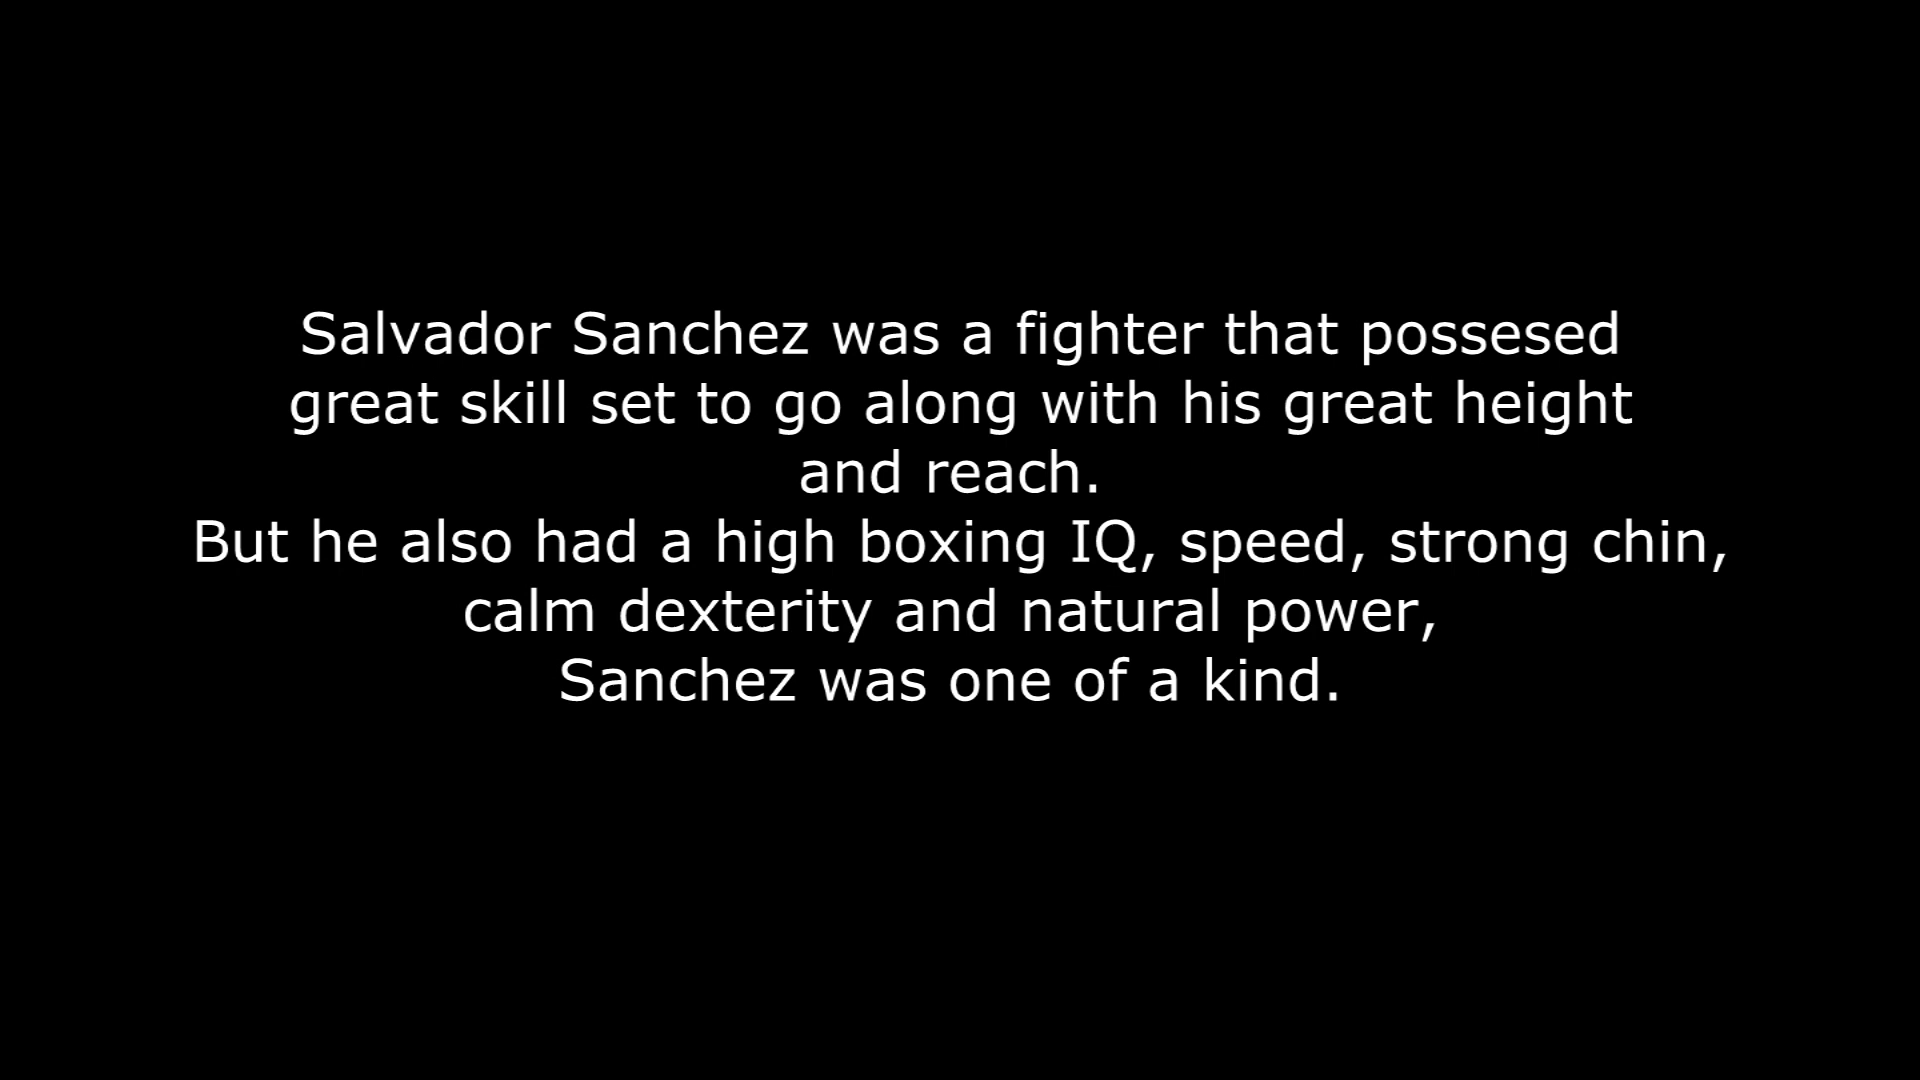 Salvador Sanchez was a fighter that possesed
great skill set to go along with his great height
and reach.
But he also had a high boxing IQ, speed, strong chin,
calm dexterity and natural power,
Sanchez was one of a kind.